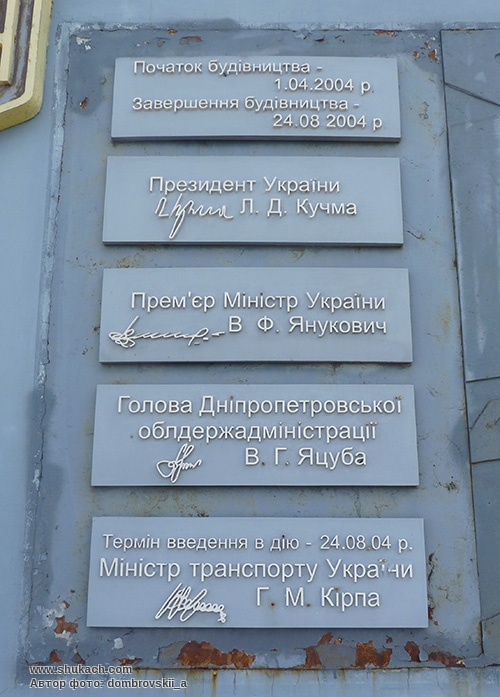 Початок будівництва -
1.04.2004 р.
Завершення будівництва -
24.08 2004 р
Президент України
Л. Д. Кучма
Прем'єр Міністр України
В Ф. Янукович
Голова Дніпропетровської
облдержадміністрації
В. Г. Яцуба
Термін введення в дію - 24.08.04 р.
Міністр транспорту України
Г. М. Кірпа
www.shukach.com
Автор фото: dombrovskii_a